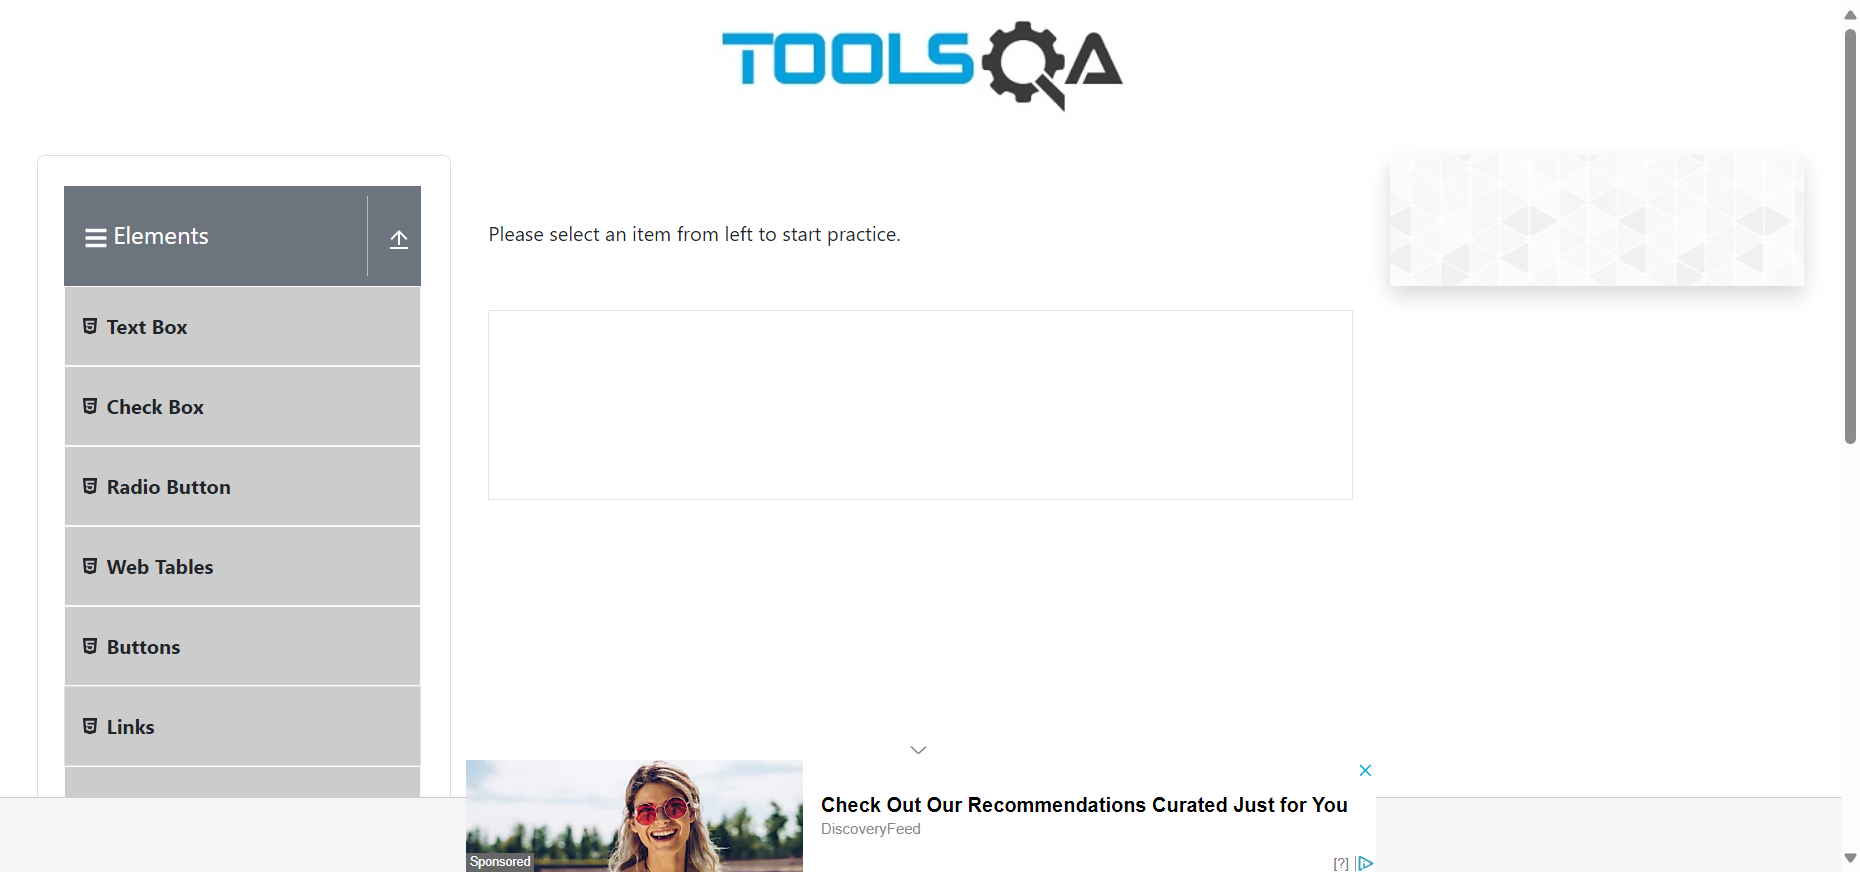 TOOLSQA
Elements
Please select an item from left to start practice.
Text Box
Check Box
Radio Button
Web Tables
Buttons
Links
Check Out Our Recommendations Curated Just for You
DiscoveryFeed
Sponsored
[?]